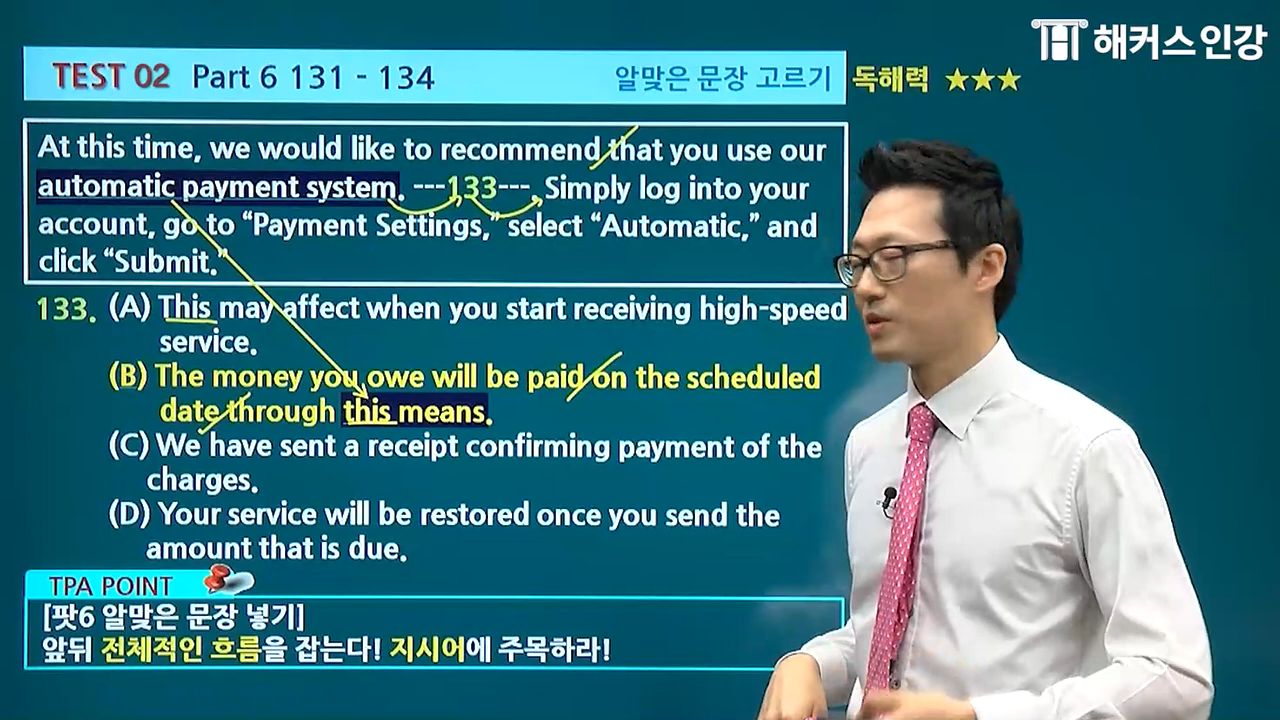 해커스인강
TEST 02 Part 6 131 - 134 알맞은 문장 고르기 독해력 ★★★
At this time, we would like to recommend that you use our
automatic payment system. ---133---. Simply log into your
account, go to “Payment Settings,” select “Automatic,” and
click “Submit.”
133. (A) This may affect when you start receiving high-speed
service.
(B) The money you owe will be paid on the scheduled
date through this means.
(C) We have sent a receipt confirming payment of the
charges.
(D) Your service will be restored once you send the
amount that is due.
TPA POINT
[팟6 알맞은 문장 넣기]
앞뒤 전체적인 흐름을 잡는다! 지시어에 주목하라!